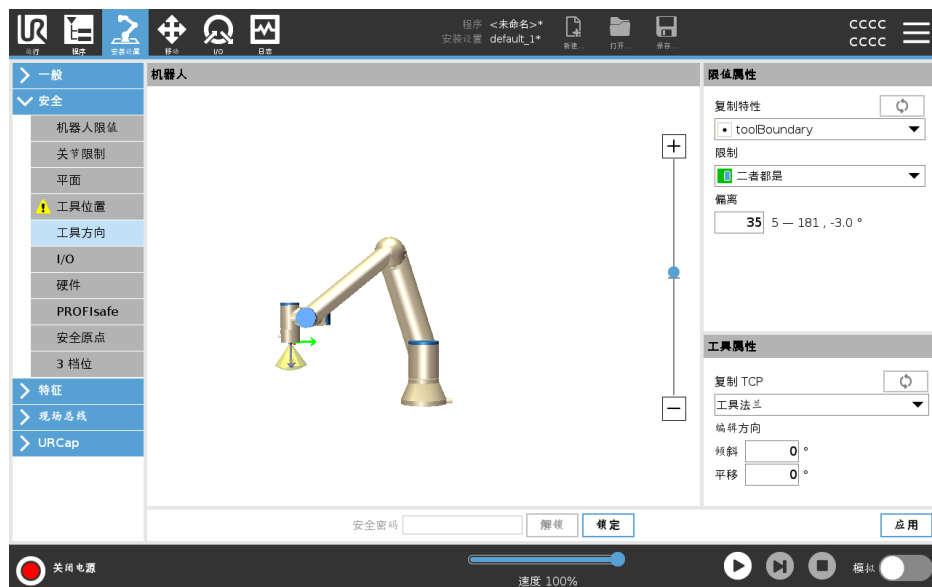 程序 <未命名>*
安装设置 default_1*
新建...
打开...
保存...
CCCC
CCCC
运行
程序
安装设置
移动
I/O
日志
一般
安全
机器人限值
关节限制
平面
工具位置
工具方向
I/O
硬件
PROFIsafe
安全原点
3 档位
特征
现场总线
URCap
机器人
限值属性
复制特性
toolBoundary
限制
二者都是
偏离
35 5 — 181 , -3.0 °
工具属性
复制 TCP
工具法兰
编辑方向
倾斜 0 °
平移 0 °
安全密码
解锁
锁定
应用
关闭电源
速度 100%
模拟